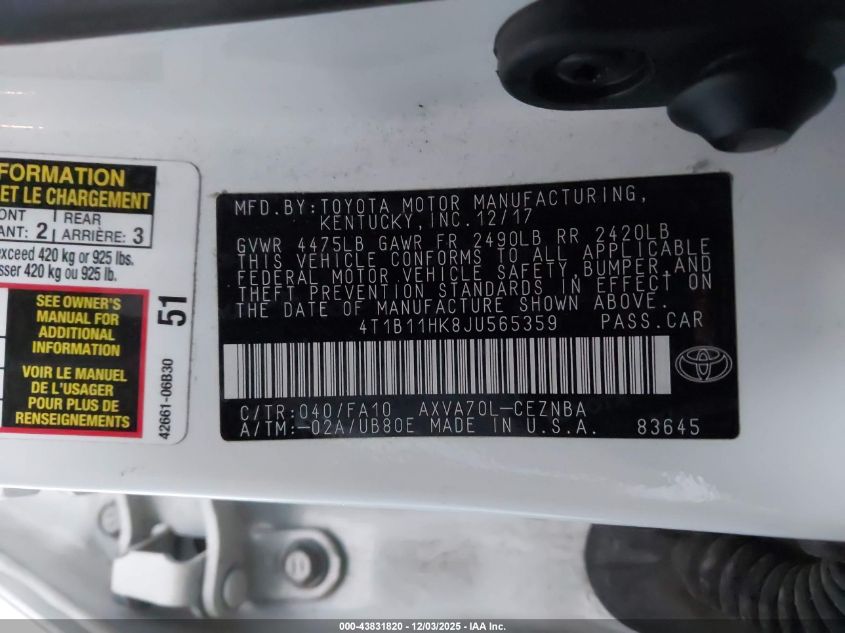 FORMATION
ET LE CHARGEMENT
ONT
ANT: 2
REAR
ARRIÈRE: 3
exceed 420 kg or 925 lbs.
sser 420 kg ou 925 lb.
SEE OWNER'S
MANUAL FOR
ADDITIONAL
INFORMATION
VOIR LE MANUEL
DE L'USAGER
POUR PLUS DE
RENSEIGNEMENTS
51
42661-06B30
MFD.BY:TOYOTA MOTOR MANUFACTURING,
KENTUCKY, INC.12/17
GVWR 4475LB GAWR FR 2490LB RR 2420LB
THIS VEHICLE CONFORMS TO ALL APPLICABLE
FEDERAL MOTOR VEHICLE SAFETY,BUMPER,AND
THEFT PREVENTION STANDARDS IN EFFECT ON
THE DATE OF MANUFACTURE SHOWN ABOVE.
4T1B11HK8JU565359 PASS.CAR
C/TR:040/FA10 AXVA70L-CEZNBA
A/TM:-02A/UB80E MADE IN U.S.A. 83645
000-43831820 - 12/03/2025 - IAA Inc.